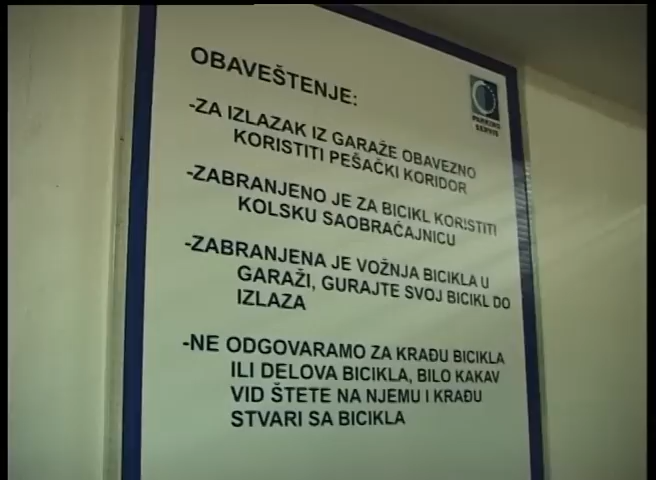 OBAVEŠTENJE:
PARKING
SERVIS
-ZA IZLAZAK IZ GARAŽE OBAVEZNO
KORISTITI PEŠAČKI KORIDOR
-ZABRANJENO JE ZA BICIKL KORISTITI
KOLSKU SAOBRAĆAJNICU
-ZABRANJENA JE VOŽNJA BICIKLA U
GARAŽI, GURAJTE SVOJ BICIKL DO
IZLAZA
-NE ODGOVARAMO ZA KRAĐU BICIKLA
ILI DELOVA BICIKLA, BILO KAKAV
VID ŠTETE NA NJEMU I KRAĐU
STVARI SA BICIKLA